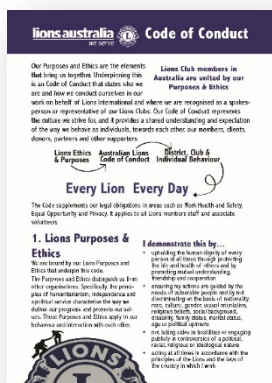 lions australia
we serve
Code of Conduct
Our Purposes and Ethics are the elements
that bring us together. Underpinning this
is an Code of Conduct that states who we
are and how we conduct ourselves in our
work on behalf of Lions International and where we are recognised as a spokes-
person or representative of our Lions Clubs. Our Code of Conduct represents
the culture we strive for, and it provides a shared understanding and expectation
of the way we behave as individuals, towards each other, our members, clients,
donors, partners and other supporters.
Lions Club members in
Australia are united by our
Purposes & Ethics
Lions Ethics
& Purposes
Australian Lions
Code of Conduct
District, Club &
Individual Behaviour
Every Lion Every Day
The Code supplements our legal obligations in areas such as Work Health and Safety,
Equal Opportunity and Privacy. It applies to all Lions members staff and associate
volunteers.
1. Lions Purposes &
Ethics
We are bound by our Lions Purposes and
Ethics that underpin this code.
The Purposes and Ethics distinguish us from
other organisations. Specifically, the prin-
ciples of humanitarianism, independence and
apolitical service characterise the way we
deliver our programs and promote our val-
ues. These Purposes and Ethics apply to our
behaviour and interaction with each other.
I demonstrate this by…
• upholding the human dignity of every
person at all times through protecting
the life and health of others and by
promoting mutual understanding,
friendship and cooperation
• ensuring my actions are guided by the
needs of vulnerable people and by not
discriminating on the basis of nationality,
race, culture, gender, sexual orientation,
religious beliefs, social background,
disability, family status, marital status,
age or political opinions
• not taking sides in hostilities or engaging
publicly in controversies of a political,
racial, religious or ideological nature
• acting at all times in accordance with the
principles of the Lions and the laws of
the country in which I work